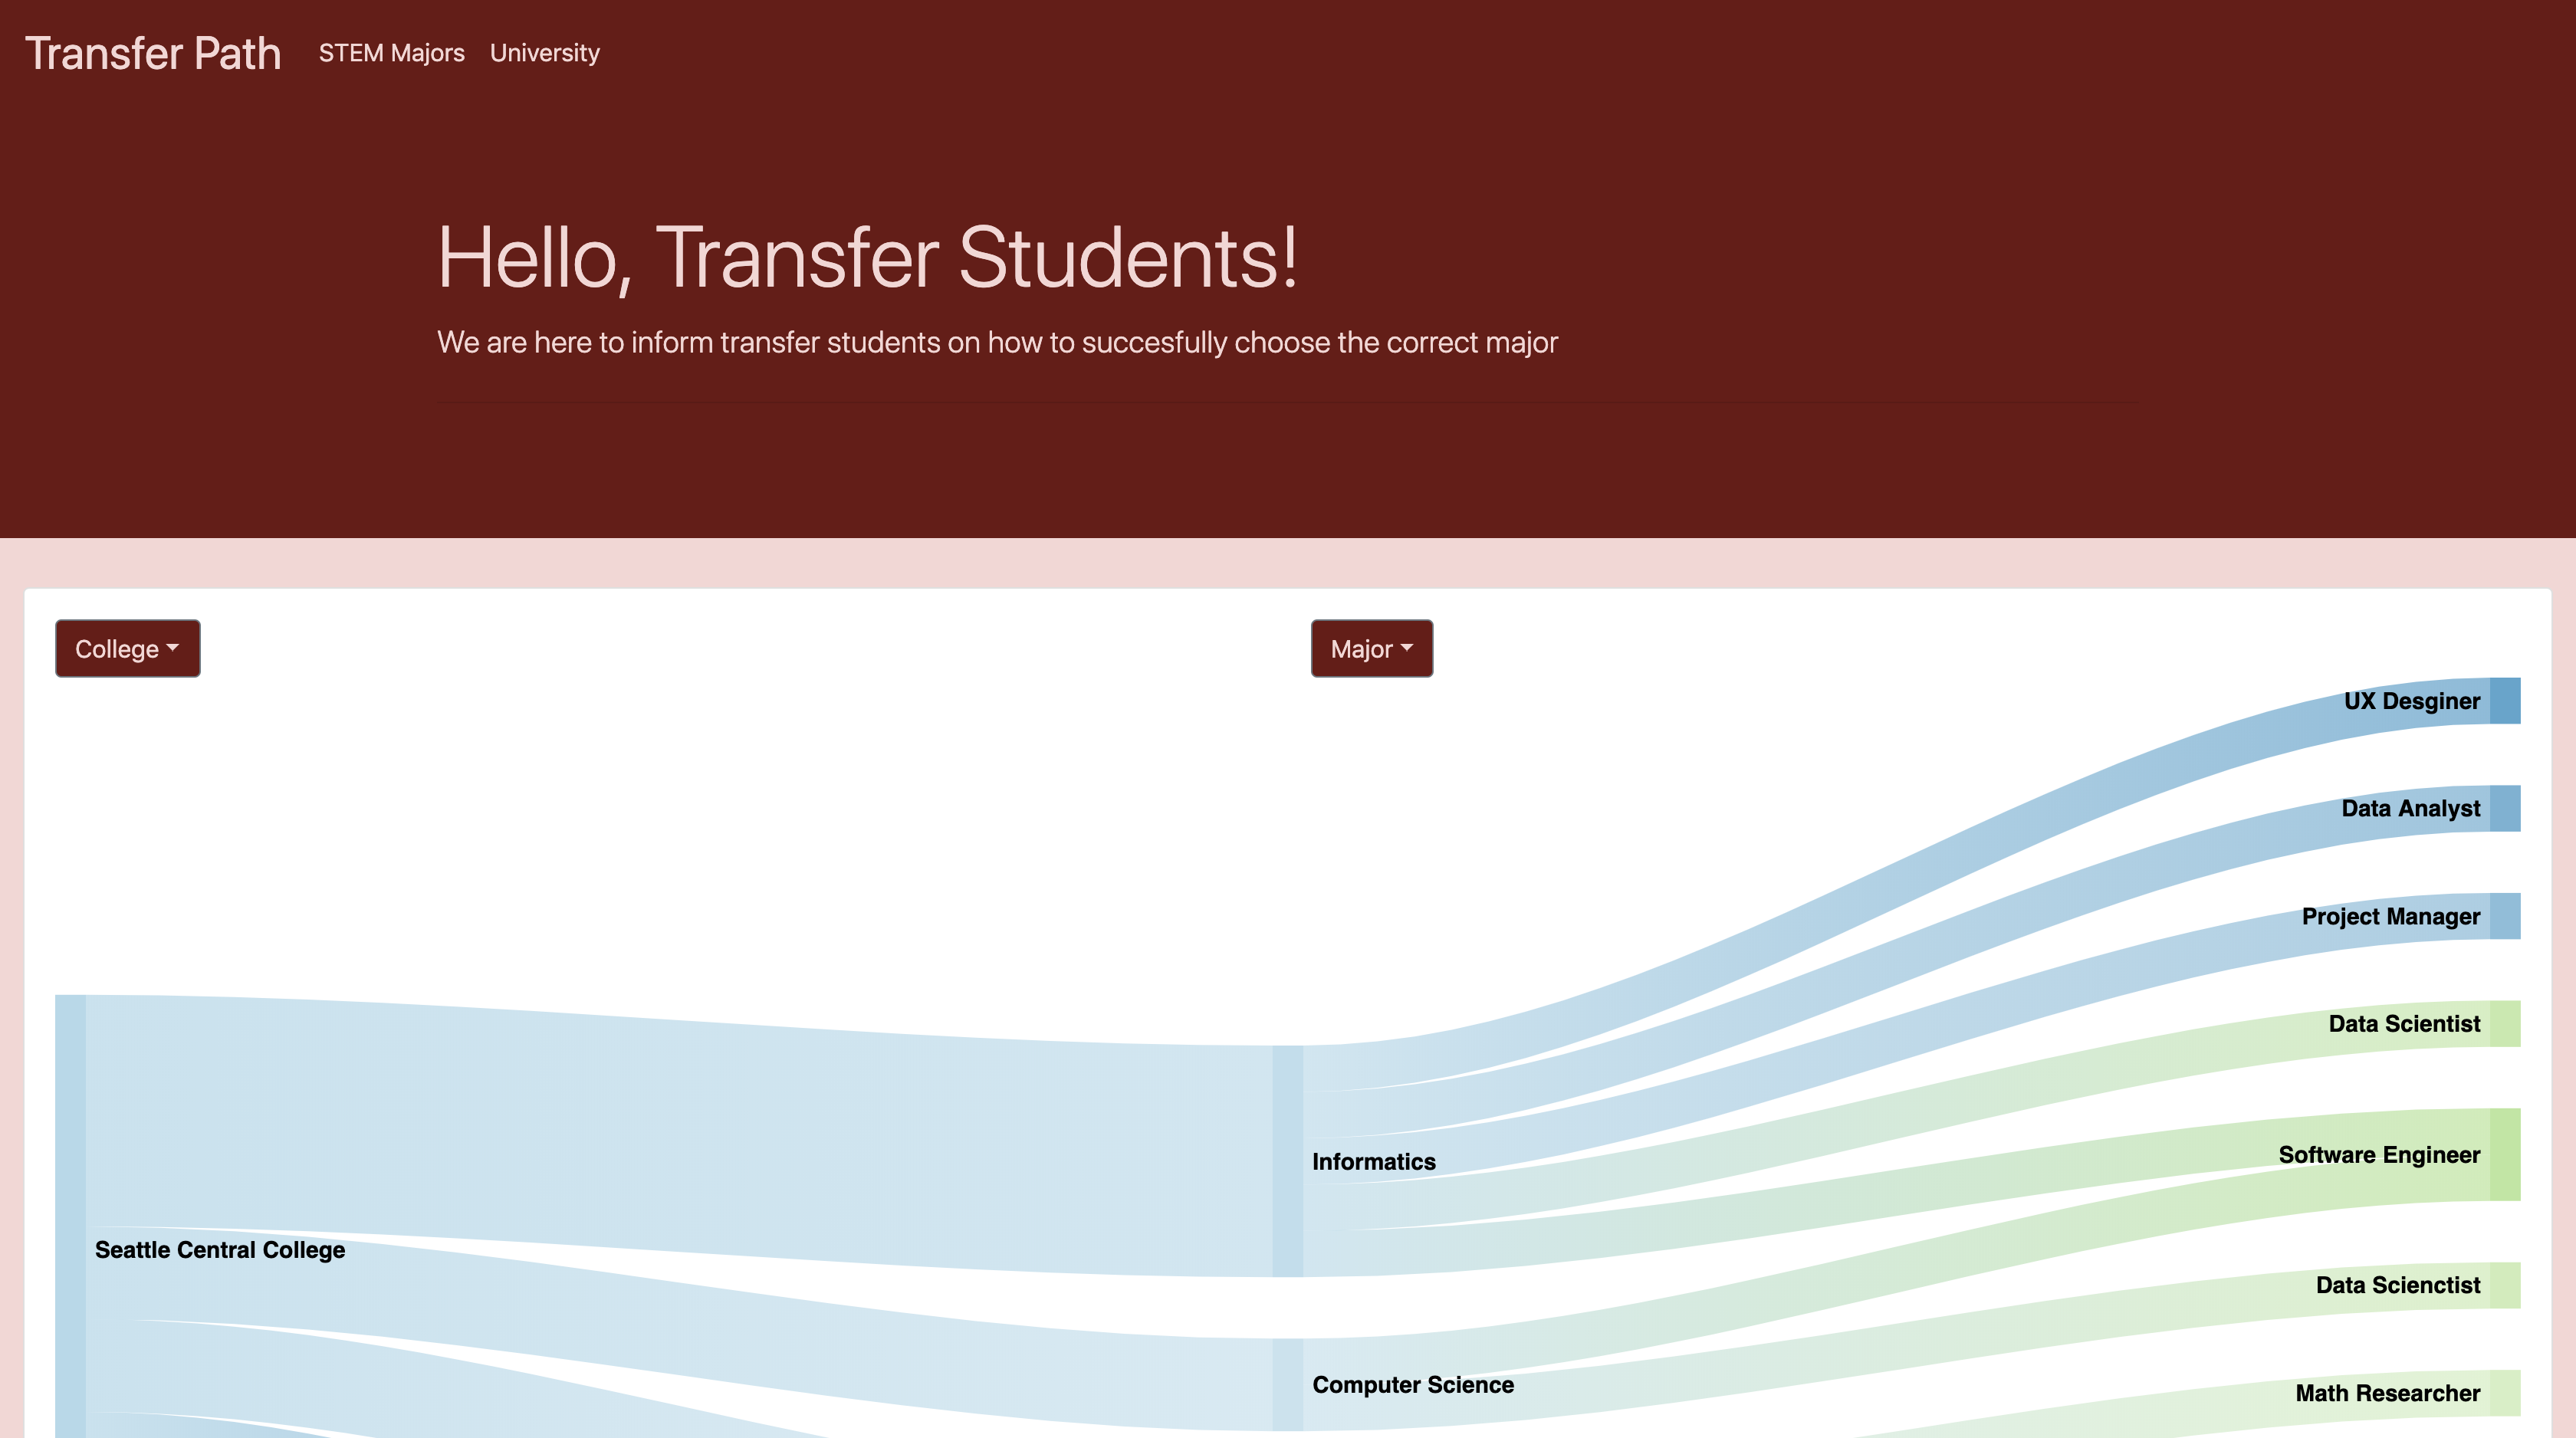 Transfer Path STEM Majors University
Hello, Transfer Students!
We are here to inform transfer students on how to succesfully choose the correct major
College Major
UX Desginer
Data Analyst
Project Manager
Data Scientist
Software Engineer
Informatics
Seattle Central College
Data Scienctist
Computer Science
Math Researcher